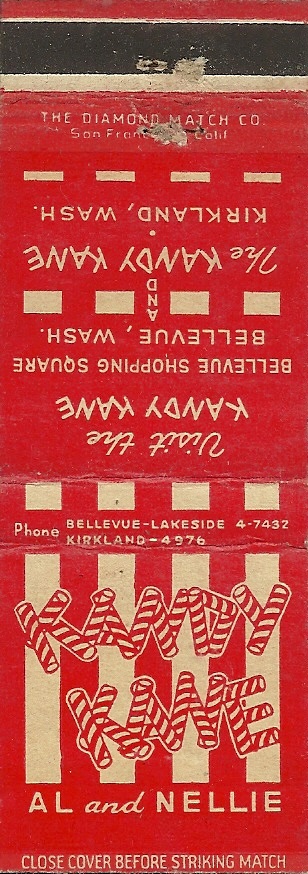 THE DIAMOND MATCH CO.
San Francisco Calif
Visit the
KANDY KANE
BELLEVUE SHOPPING SQUARE
BELLEVUE, WASH.
AND
The KANDY KANE
KIRKLAND, WASH.
Phone BELLEVUE-LAKESIDE 4-7432
KIRKLAND-4976
KANDY
KANE
AL and NELLIE
CLOSE COVER BEFORE STRIKING MATCH